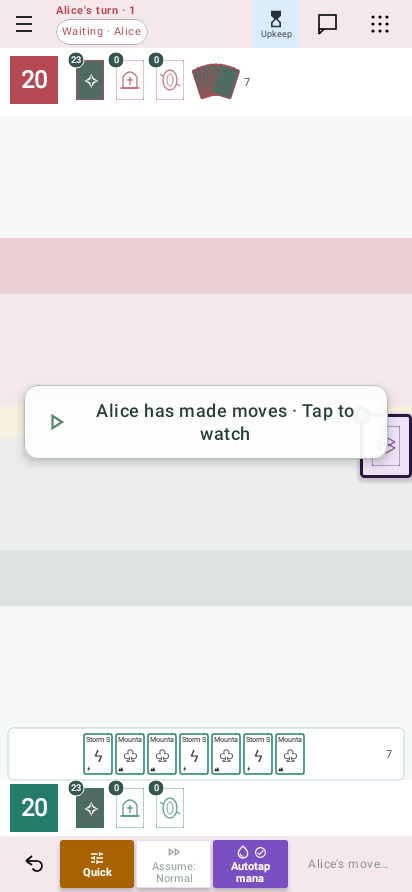 Alice's turn · 1
Waiting · Alice
Upkeep
20
23
0
0
7
Alice has made moves · Tap to
watch
Storm S
Mounta
Mounta
Storm S
Mounta
Storm S
Mounta
7
20
23
0
0
Quick
Assume:
Normal
Autotap
mana
Alice's move…